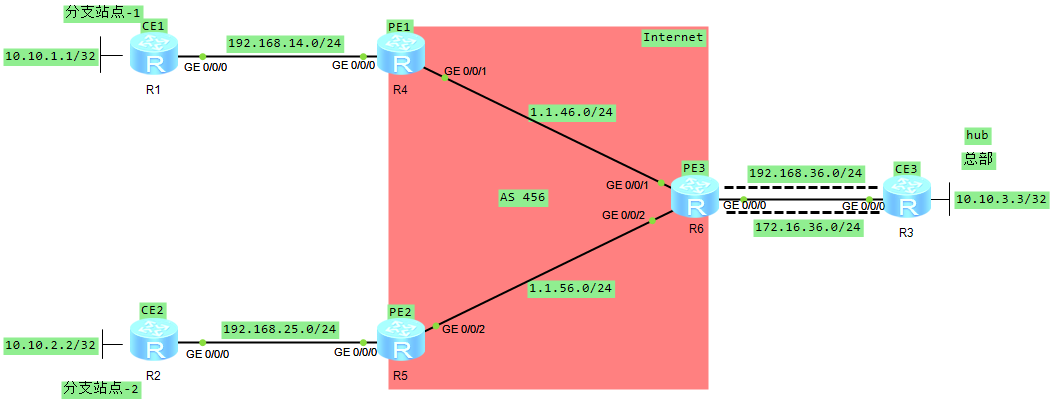 分支站点-1
CE1
10.10.1.1/32
R
GE 0/0/0
R1
192.168.14.0/24
GE 0/0/0
PE1
R
R4
GE 0/0/1
Internet
1.1.46.0/24
GE 0/0/1
AS 456
GE 0/0/2
1.1.56.0/24
PE3
R
R6
GE 0/0/0
192.168.36.0/24
172.16.36.0/24
GE 0/0/0
CE3
R
R3
hub
总部
10.10.3.3/32
CE2
10.10.2.2/32
R
GE 0/0/0
R2
分支站点-2
192.168.25.0/24
GE 0/0/0
PE2
R
R5
GE 0/0/2